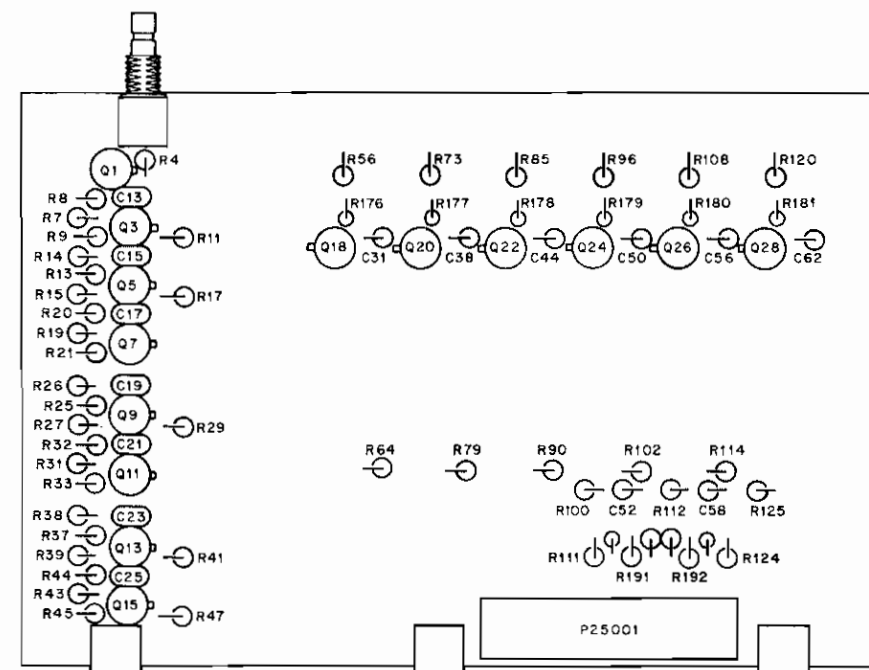 Q1 R4 R56 R73 R85 R96 R108 R120
R8 C13
R7 R176 R177 R178 R179 R180 R181
R9 Q3 R11 Q18 C31 Q20 C38 Q22 C44 Q24 C50 Q26 C56 Q28 C62
R14 C15
R13
R15 Q5 R17
R20 C17
R19
R21 Q7
R26 C19
R25
R27 Q9 R29
R32 C21 R64 R79 R90 R102 R114
R31
R33 Q11
R100 C52 R112 C58 R125
R38 C23
R37
R39 Q13 R41 R111 R191 R192 R124
R44 C25
R43
R45 Q15 R47
P25001